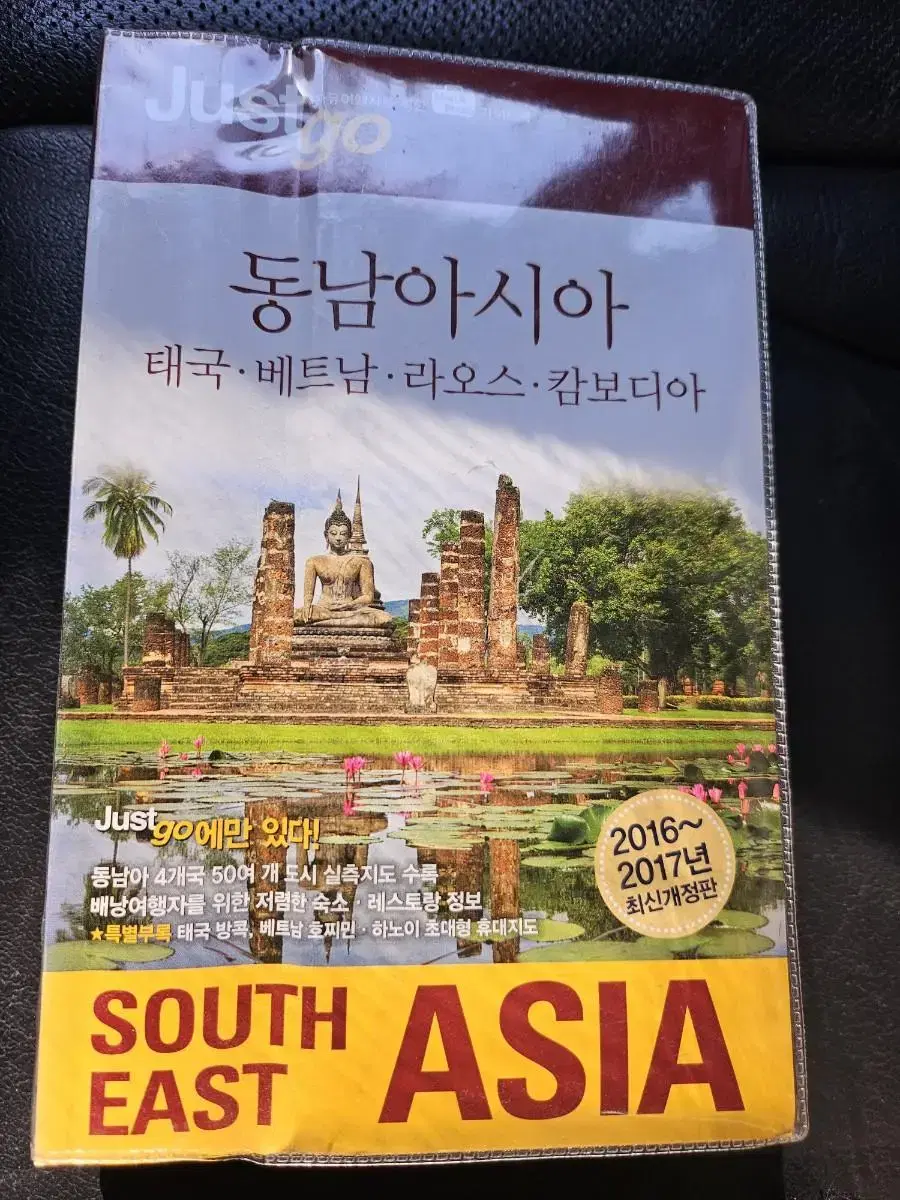 Just
go
동남아시아
태국·베트남·라오스·캄보디아
Just go에만 있다!
동남아 4개국 50여 개 도시 실측지도 수록
배낭여행자를 위한 저렴한 숙소·레스토랑 정보
★특별부록 태국 방콕, 베트남 호찌민·하노이 초대형 휴대지도
2016~
2017년
최신개정판
SOUTH
EAST
ASIA